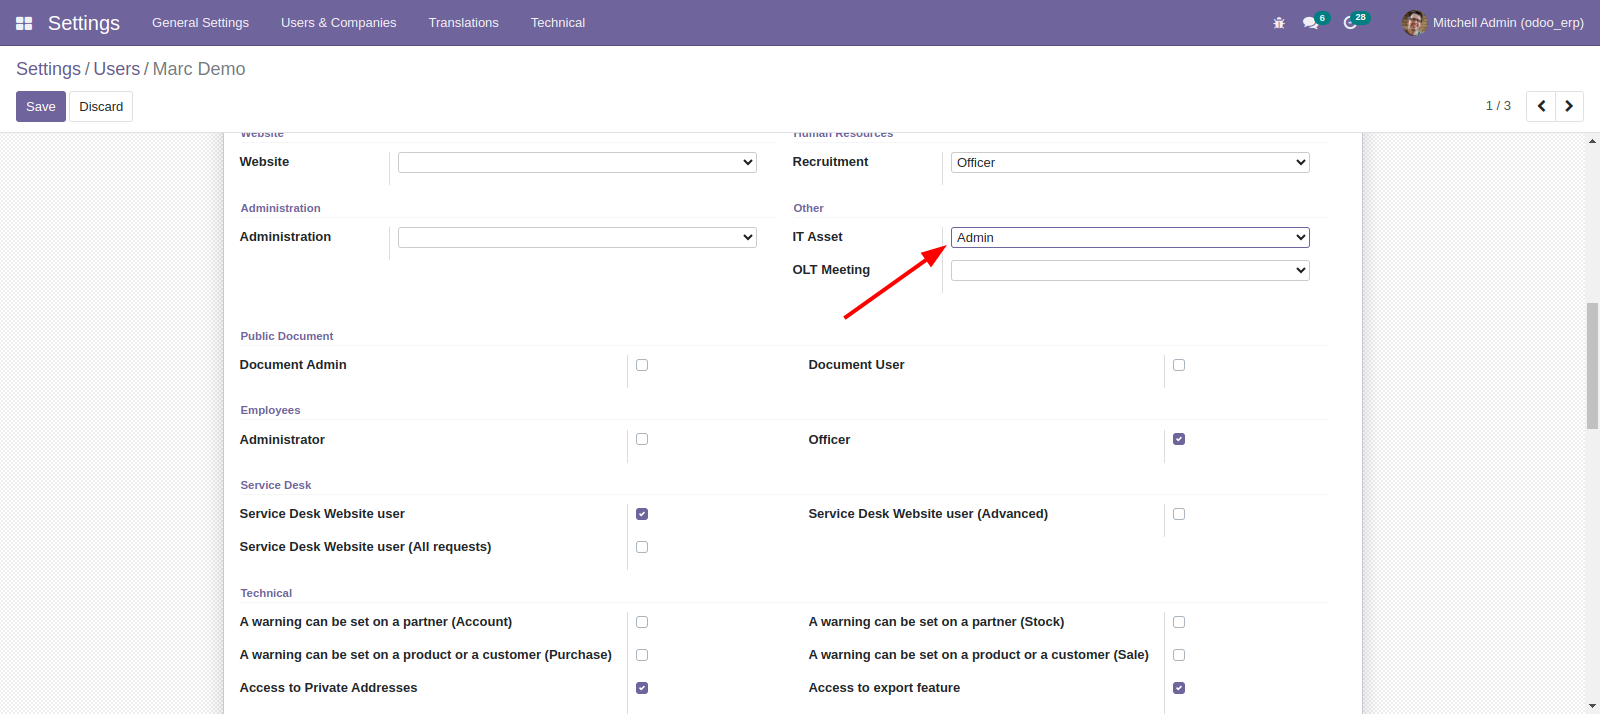 Settings General Settings Users & Companies Translations Technical 6 28 Mitchell Admin (odoo_erp)
Settings / Users / Marc Demo
Save Discard 1 / 3
Website Human Resources
Website Recruitment Officer
Administration Other
Administration IT Asset Admin
OLT Meeting
Public Document
Document Admin Document User
Employees
Administrator Officer
Service Desk
Service Desk Website user Service Desk Website user (Advanced)
Service Desk Website user (All requests)
Technical
A warning can be set on a partner (Account) A warning can be set on a partner (Stock)
A warning can be set on a product or a customer (Purchase) A warning can be set on a product or a customer (Sale)
Access to Private Addresses Access to export feature